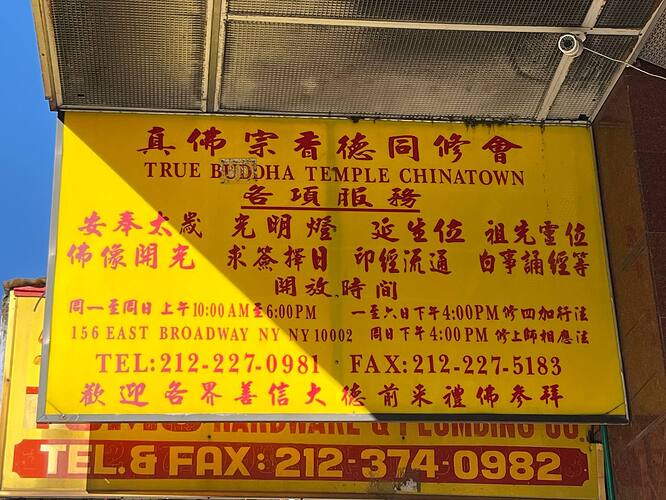 真佛宗香德同修會
TRUE BUDDHA TEMPLE CHINATOWN
各項服務
安奉太歲 光明燈 延生位 祖先靈位
佛像開光 求簽擇日 印經流通 白事誦經等
開放時間
周一至周日上午10:00AM至6:00PM 一至六日下午4:00PM修四加行法
156 EAST BROADWAY NY NY 10002 周日下午4:00PM修上師相應法
TEL:212-227-0981 FAX:212-227-5183
歡迎各界善信大德前来禮佛参拜
HARDWARE & PLUMBING CO.
TEL. & FAX: 212-374-0982